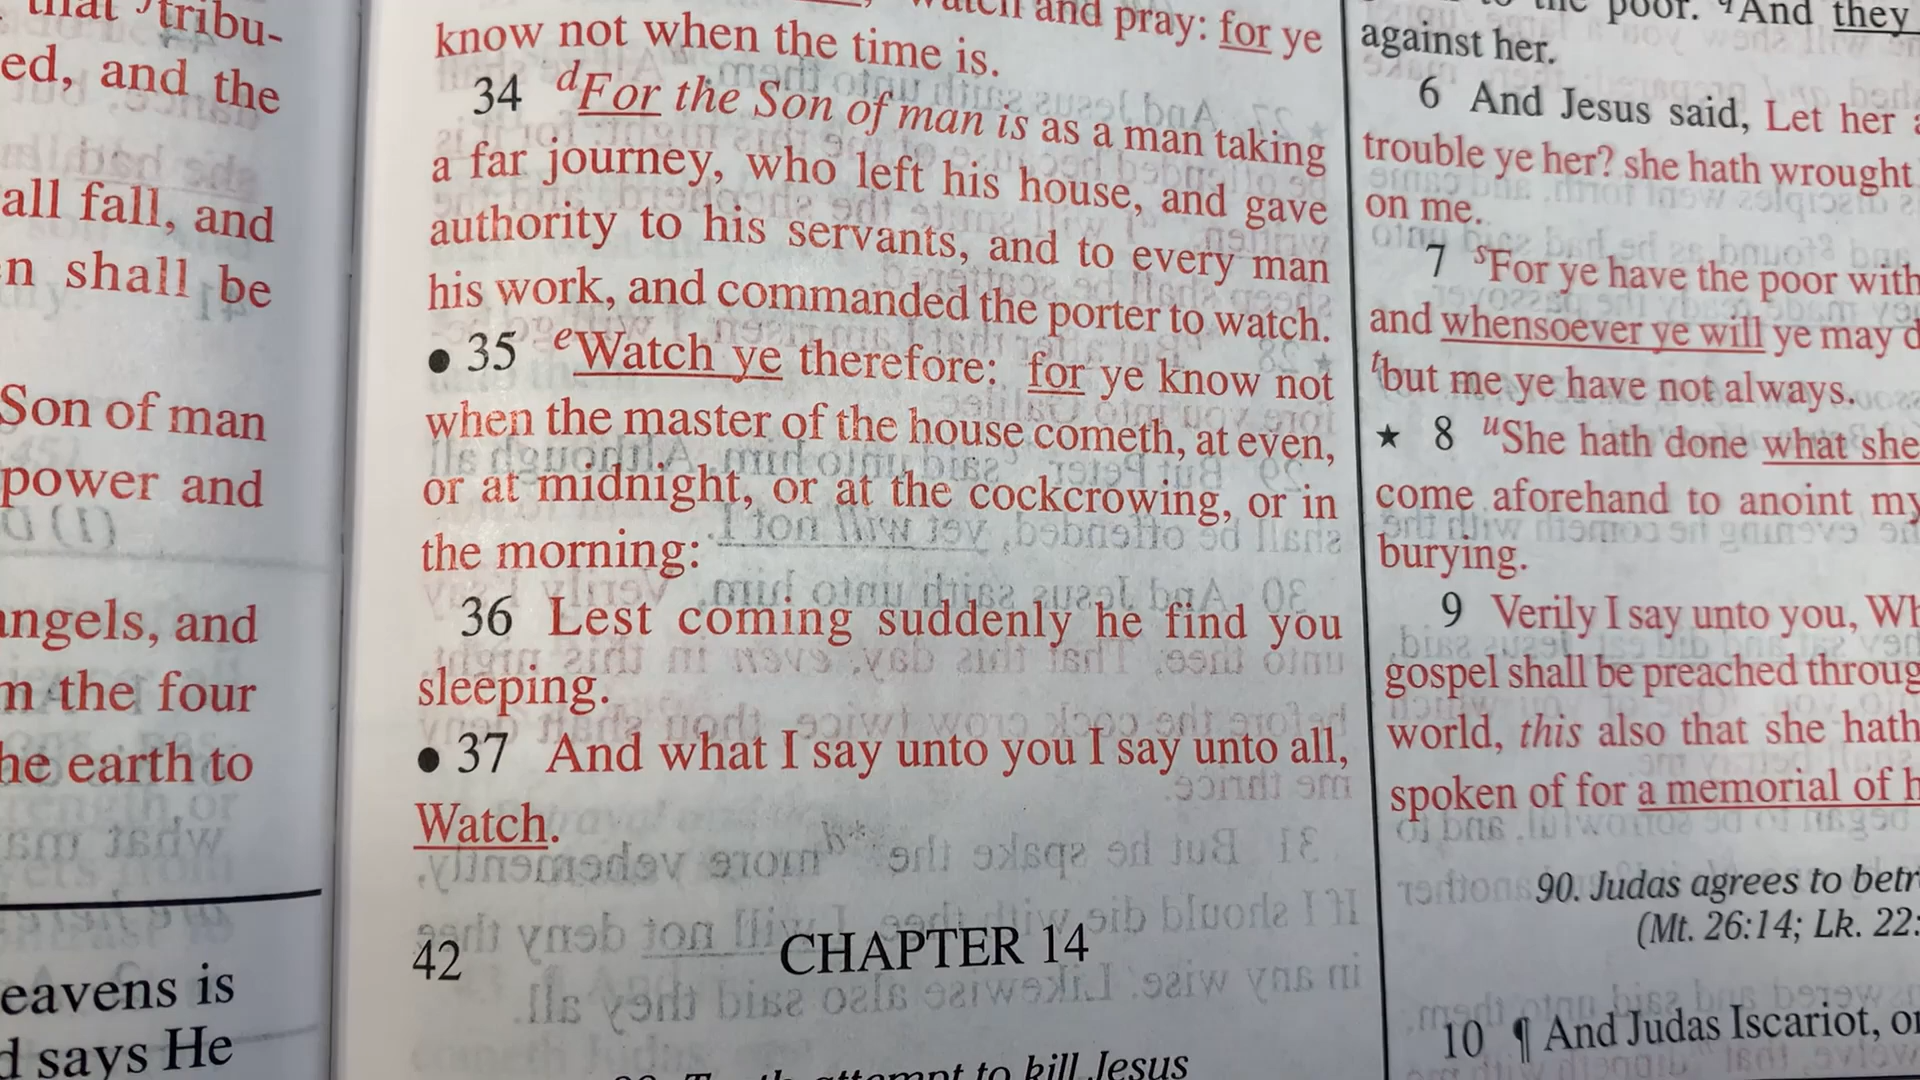 tribu-
ed, and the
all fall, and
shall be
Son of man
power and
angels, and
the four
he earth to
eavens is
says He
watch and pray: for ye
know not when the time is.
34 dFor the Son of man is as a man taking
a far journey, who left his house, and gave
authority to his servants, and to every man
his work, and commanded the porter to watch.
● 35 eWatch ye therefore: for ye know not
when the master of the house cometh, at even,
or at midnight, or at the cockcrowing, or in
the morning:
36 Lest coming suddenly he find you
sleeping.
● 37 And what I say unto you I say unto all,
Watch.
42 CHAPTER 14
attempt to kill Jesus
the poor. qAnd they
against her.
6 And Jesus said, Let her
trouble ye her? she hath wrought
on me.
7 sFor ye have the poor with
and whensoever ye will ye may
tbut me ye have not always.
★ 8 uShe hath done what she
come aforehand to anoint my
burying.
9 Verily I say unto you,
gospel shall be preached throug
world, this also that she hath
spoken of for a memorial of
90. Judas agrees to betr
(Mt. 26:14; Lk. 22:
10 ¶ And Judas Iscariot,